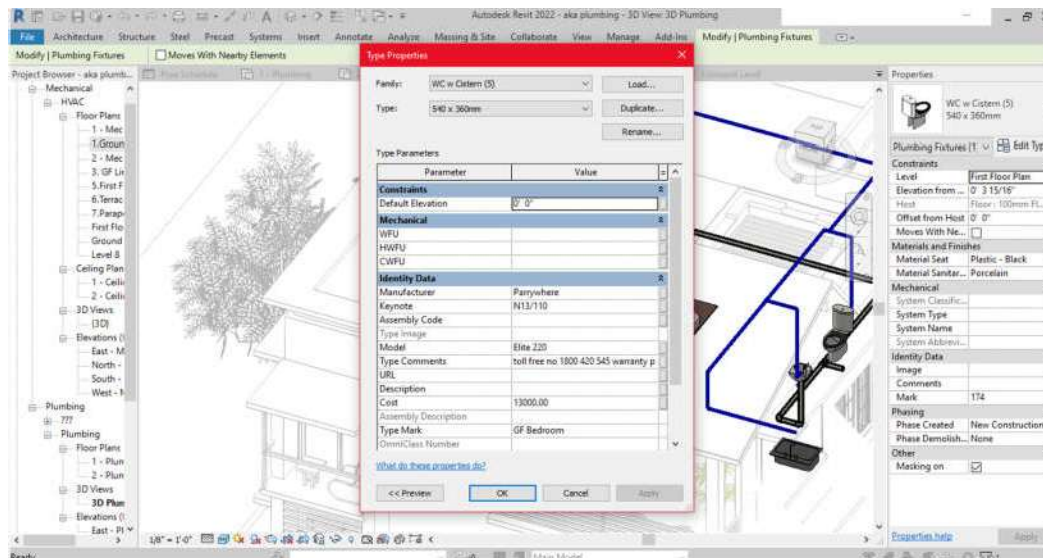 Autodesk Revit 2022 - aka plumbing - 3D View: 3D Plumbing
File Architecture Structure Steel Precast Systems Insert Annotate Analyze Massing & Site Collaborate View Manage Add-Ins Modify | Plumbing Fixtures
Modify | Plumbing Fixtures Moves With Nearby Elements
Project Browser - aka plumb...
Mechanical
HVAC
Floor Plans
1 - Mec
1.Groun
2 - Mec
3. GF Lin
5.First F
6.Terrac
7.Parap
First Flo
Ground
Level 8
Ceiling Plan
1 - Ceilin
2 - Ceilin
3D Views
{3D}
Elevations (
East - M
North -
South -
West - M
Plumbing
???
Plumbing
Floor Plans
1 - Plun
2 - Plun
3D Views
3D Plun
Elevations (
East - Pl
Type Properties
Family: WC w Cistern (5) Load...
Type: 540 x 360mm Duplicate...
Rename...
Type Parameters
Parameter Value =
Constraints
Default Elevation 0' 0"
Mechanical
WFU
HWFU
CWFU
Identity Data
Manufacturer Parrywhere
Keynote N13/110
Assembly Code
Type Image
Model Elite 220
Type Comments toll free no 1800 420 545 warranty p
URL
Description
Cost 13000.00
Assembly Description
Type Mark GF Bedroom
OmniClass Number
What do these properties do?
<< Preview OK Cancel Apply
Properties
WC w Cistern (5)
540 x 360mm
Plumbing Fixtures (1 Edit Typ
Constraints
Level First Floor Plan
Elevation from ... 0' 3 15/16"
Host Floor : 100mm Fl...
Offset from Host 0' 0"
Moves With Ne...
Materials and Finishes
Material Seat Plastic - Black
Material Sanitar... Porcelain
Mechanical
System Classific...
System Type
System Name
System Abbrevi...
Identity Data
Image
Comments
Mark 174
Phasing
Phase Created New Construction
Phase Demolish... None
Other
Masking on
Properties help Apply
1/8" = 1'-0"
Ready
Main Model